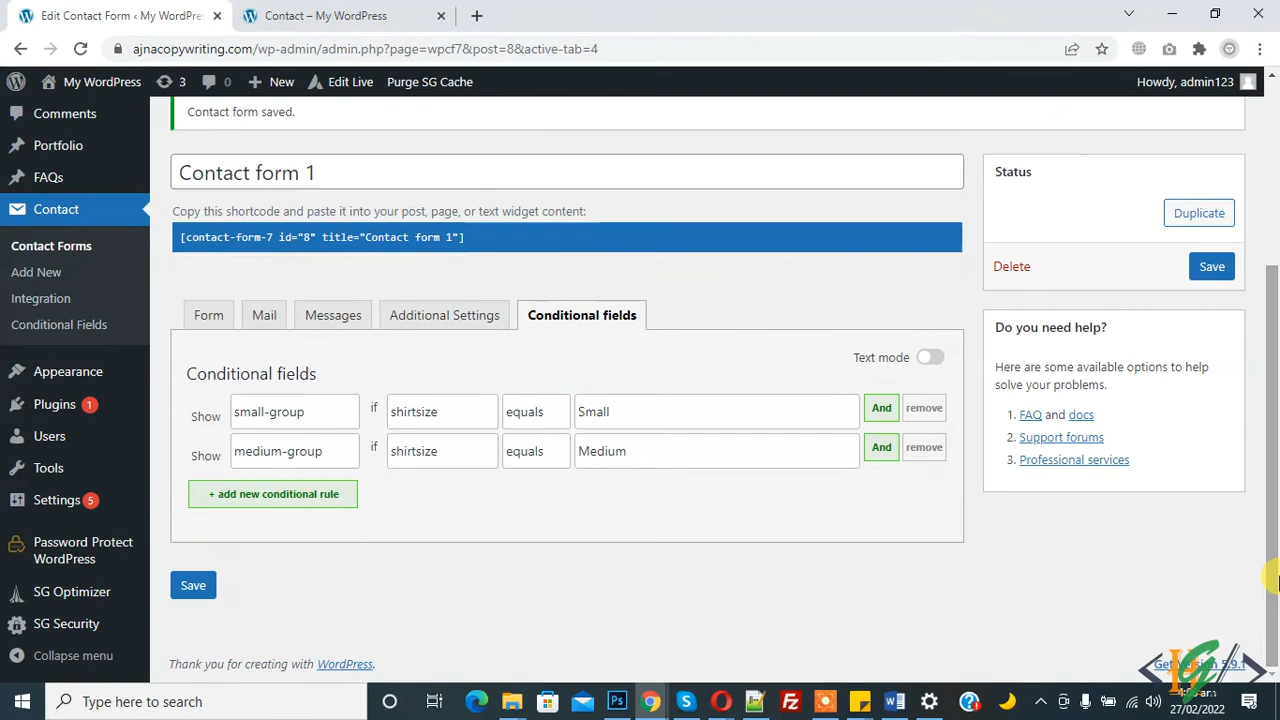 Edit Contact Form ‹ My WordPre
Contact – My WordPress
ajnacopywriting.com/wp-admin/admin.php?page=wpcf7&post=8&active-tab=4
My WordPress
3
0
New
Edit Live
Purge SG Cache
Howdy, admin123
Comments
Portfolio
FAQs
Contact
Contact Forms
Add New
Integration
Conditional Fields
Appearance
Plugins 1
Users
Tools
Settings 5
Password Protect
WordPress
SG Optimizer
SG Security
Collapse menu
Contact form saved.
Contact form 1
Copy this shortcode and paste it into your post, page, or text widget content:
[contact-form-7 id="8" title="Contact form 1"]
Form
Mail
Messages
Additional Settings
Conditional fields
Text mode
Conditional fields
Show small-group if shirtsize equals Small And remove
Show medium-group if shirtsize equals Medium And remove
+ add new conditional rule
Save
Status
Duplicate
Delete
Save
Do you need help?
Here are some available options to help
solve your problems.
1. FAQ and docs
2. Support forums
3. Professional services
Thank you for creating with WordPress.
Get Version 5.9.1
Type here to search
Ps
27/02/2022